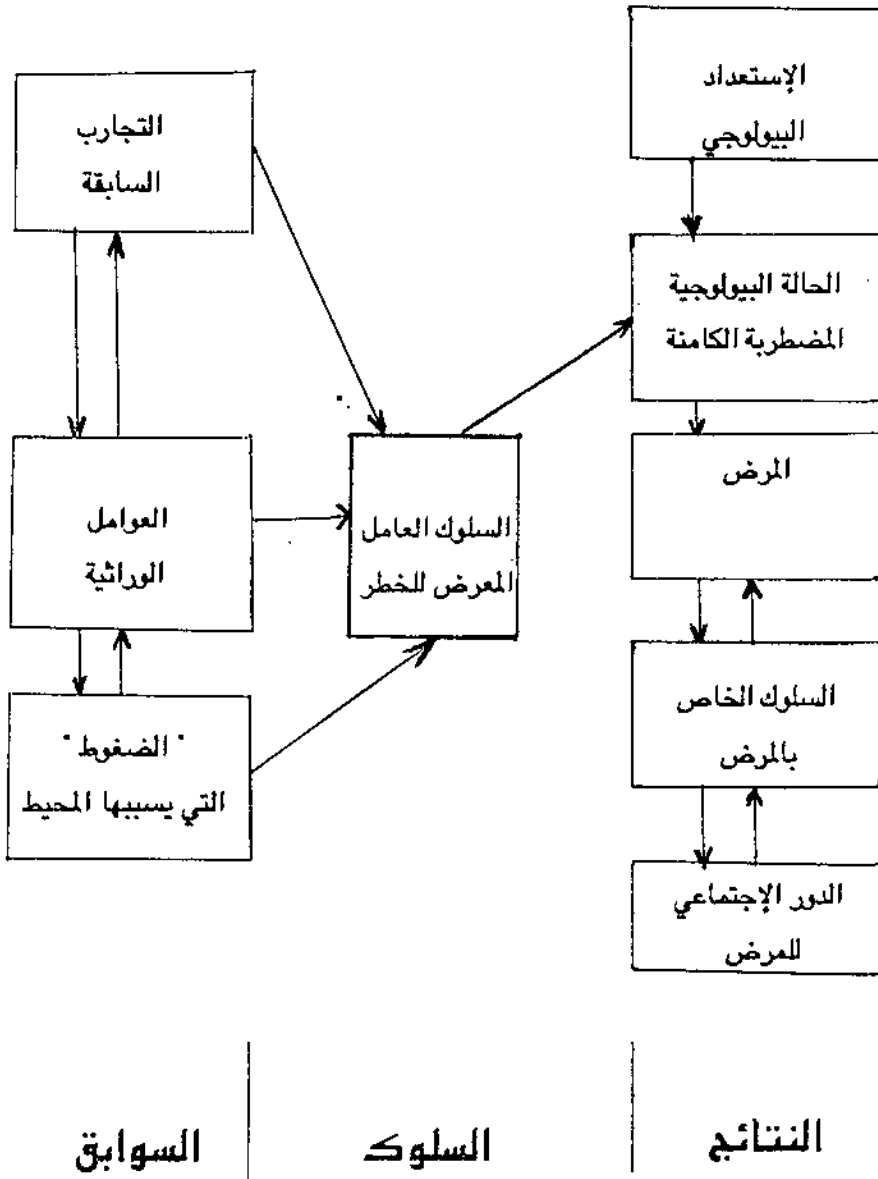 الإستعداد
البيولوجي
التجارب
السابقة
الحالة البيولوجية
المضطربة الكامنة
المرض
العوامل
الوراثية
السلوك العامل
المعرض للخطر
السلوك الخاص
بالمرض
"الضغوط"
التي يسببها المحيط
الدور الإجتماعي
للمرض
النتائج
السلوك
السوابق